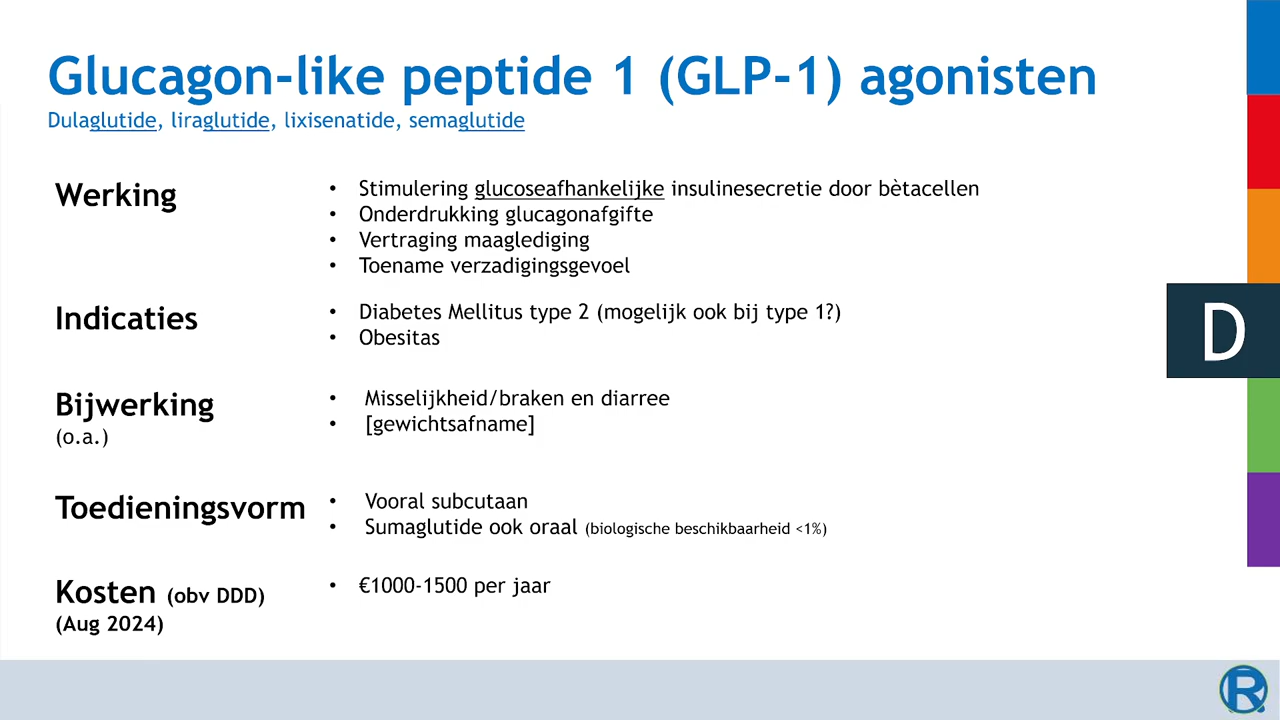 Glucagon-like peptide 1 (GLP-1) agonisten
Dulaglutide, liraglutide, lixisenatide, semaglutide
Werking
• Stimulering glucoseafhankelijke insulinesecretie door bètacellen
• Onderdrukking glucagonafgifte
• Vertraging maaglediging
• Toename verzadigingsgevoel
Indicaties
• Diabetes Mellitus type 2 (mogelijk ook bij type 1?)
• Obesitas
Bijwerking
(o.a.)
• Misselijkheid/braken en diarree
• [gewichtsafname]
Toedieningsvorm
• Vooral subcutaan
• Sumaglutide ook oraal (biologische beschikbaarheid <1%)
Kosten (obv DDD)
(Aug 2024)
• €1000-1500 per jaar
D
R